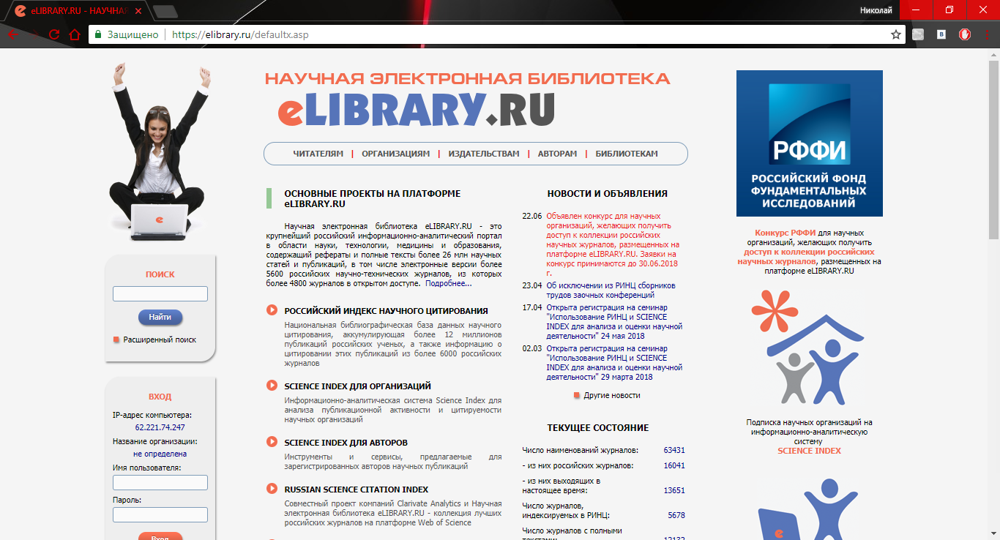 eLIBRARY.RU - НАУЧНА
Николай
Защищено
https://elibrary.ru/defaultx.asp
НАУЧНАЯ ЭЛЕКТРОННАЯ БИБЛИОТЕКА
eLIBRARY.RU
ЧИТАТЕЛЯМ | ОРГАНИЗАЦИЯМ | ИЗДАТЕЛЬСТВАМ | АВТОРАМ | БИБЛИОТЕКАМ
ПОИСК
Найти
Расширенный поиск
ВХОД
IP-адрес компьютера:
62.221.74.247
Название организации:
не определена
Имя пользователя:
Пароль:
Вход
ОСНОВНЫЕ ПРОЕКТЫ НА ПЛАТФОРМЕ
eLIBRARY.RU
Научная электронная библиотека eLIBRARY.RU - это
крупнейший российский информационно-аналитический портал
в области науки, технологии, медицины и образования,
содержащий рефераты и полные тексты более 26 млн научных
статей и публикаций, в том числе электронные версии более
5600 российских научно-технических журналов, из которых
более 4800 журналов в открытом доступе. Подробнее...
РОССИЙСКИЙ ИНДЕКС НАУЧНОГО ЦИТИРОВАНИЯ
Национальная библиографическая база данных научного
цитирования, аккумулирующая более 12 миллионов
публикаций российских ученых, а также информацию о
цитировании этих публикаций из более 6000 российских
журналов
SCIENCE INDEX ДЛЯ ОРГАНИЗАЦИЙ
Информационно-аналитическая система Science Index для
анализа публикационной активности и цитируемости
научных организаций
SCIENCE INDEX ДЛЯ АВТОРОВ
Инструменты и сервисы, предлагаемые для
зарегистрированных авторов научных публикаций
RUSSIAN SCIENCE CITATION INDEX
Совместный проект компаний Clarivate Analytics и Научная
электронная библиотека eLIBRARY.RU - коллекция лучших
российских журналов на платформе Web of Science
НОВОСТИ И ОБЪЯВЛЕНИЯ
22.06 Объявлен конкурс для научных
организаций, желающих получить
доступ к коллекции российских
научных журналов, размещенных на
платформе eLIBRARY.RU. Заявки на
конкурс принимаются до 30.06.2018
г.
23.04 Об исключении из РИНЦ сборников
трудов заочных конференций
17.04 Открыта регистрация на семинар
"Использование РИНЦ и SCIENCE
INDEX для анализа и оценки научной
деятельности" 24 мая 2018
02.03 Открыта регистрация на семинар
"Использование РИНЦ и SCIENCE
INDEX для анализа и оценки научной
деятельности" 29 марта 2018
Другие новости
ТЕКУЩЕЕ СОСТОЯНИЕ
Число наименований журналов: 63431
- из них российских журналов: 16041
- из них выходящих в
настоящее время: 13651
Число журналов,
индексируемых в РИНЦ: 5678
Число журналов с полными
текстами: 12132
РФФИ
РОССИЙСКИЙ ФОНД
ФУНДАМЕНТАЛЬНЫХ
ИССЛЕДОВАНИЙ
Конкурс РФФИ для научных
организаций, желающих получить
доступ к коллекции российских
научных журналов, размещенных на
платформе eLIBRARY.RU
Подписка научных организаций на
информационно-аналитическую
систему
SCIENCE INDEX